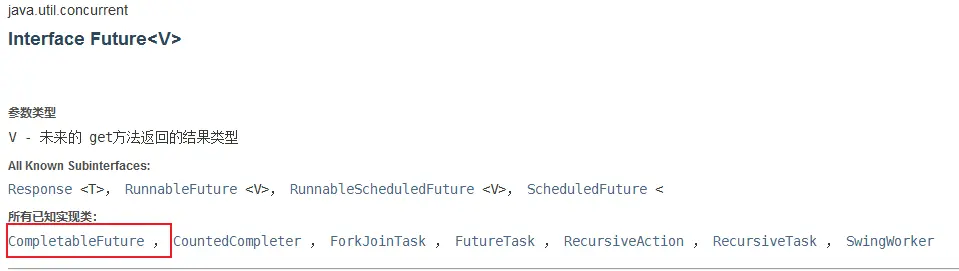 java.util.concurrent
Interface Future<V>
参数类型
V - 未来的 get方法返回的结果类型
All Known Subinterfaces:
Response <T>， RunnableFuture <V>， RunnableScheduledFuture <V>， ScheduledFuture <
所有已知实现类:
CompletableFuture ， CountedCompleter ， ForkJoinTask ， FutureTask ， RecursiveAction ， RecursiveTask ， SwingWorker